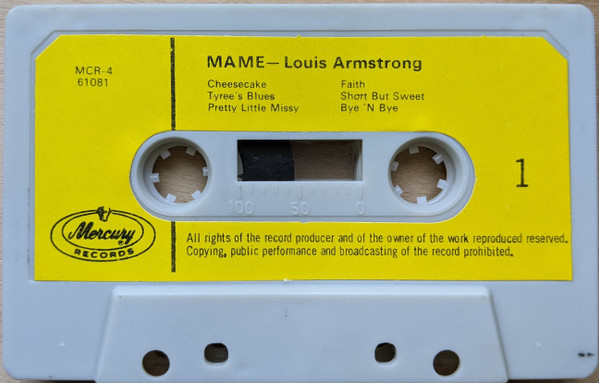 MAME—Louis Armstrong
MCR-4
61081
Cheesecake
Tyree's Blues
Pretty Little Missy
Faith
Short But Sweet
Bye 'N Bye
1
100 50 0
Mercury
RECORDS
All rights of the record producer and of the owner of the work reproduced reserved.
Copying, public performance and broadcasting of the record prohibited.